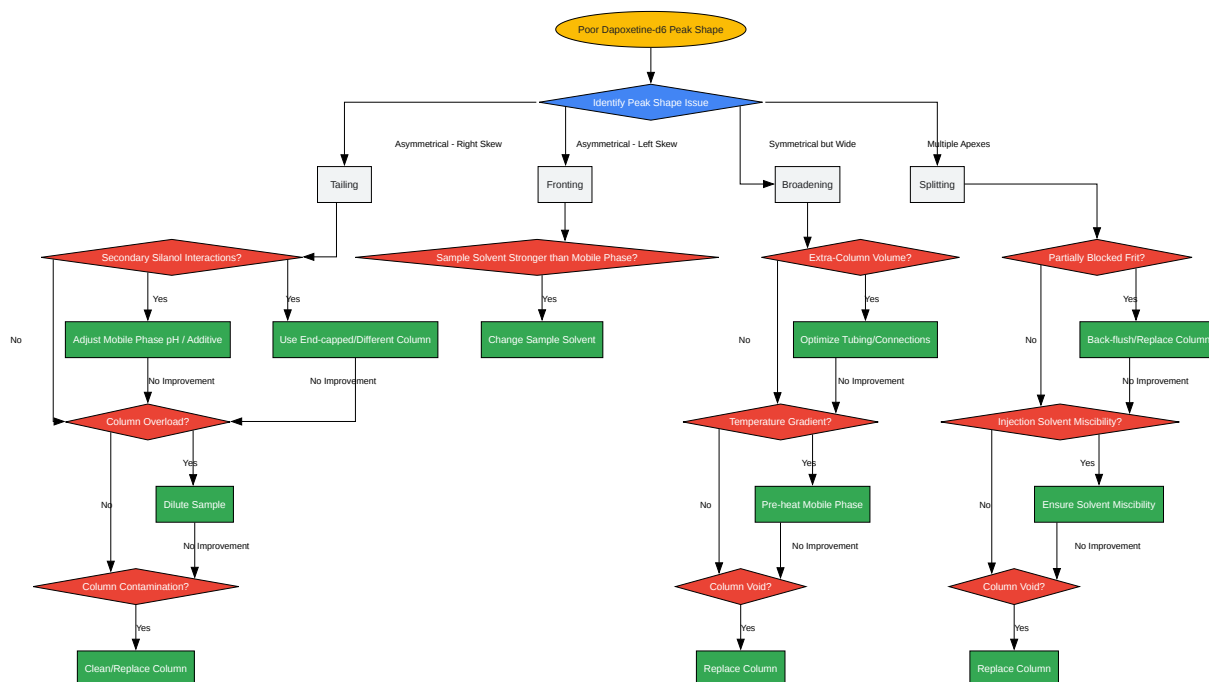 Poor Dapoxetine-d6 Peak Shape
Identify Peak Shape Issue
Asymmetrical - Right Skew
Asymmetrical - Left Skew
Symmetrical but Wide
Multiple Apexes
Tailing
Fronting
Broadening
Splitting
Secondary Silanol Interactions?
Sample Solvent Stronger than Mobile Phase?
Extra-Column Volume?
Partially Blocked Frit?
Yes
Yes
Yes
Yes
Yes
No
Adjust Mobile Phase pH / Additive
Use End-capped/Different Column
Change Sample Solvent
No
Optimize Tubing/Connections
No
Back-flush/Replace Column
No Improvement
No Improvement
No Improvement
No Improvement
Column Overload?
Temperature Gradient?
Injection Solvent Miscibility?
Yes
Yes
Yes
No
Dilute Sample
No
Pre-heat Mobile Phase
No
Ensure Solvent Miscibility
No Improvement
No Improvement
No Improvement
Column Contamination?
Column Void?
Column Void?
Yes
Yes
Yes
Clean/Replace Column
Replace Column
Replace Column